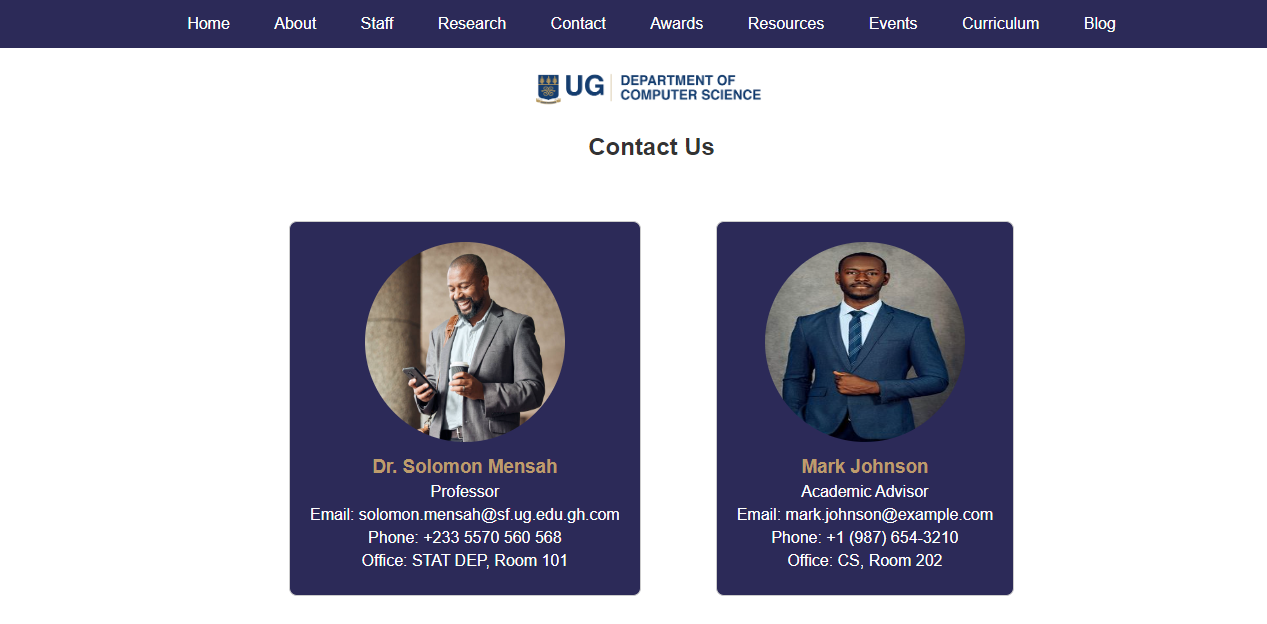 Home About Staff Research Contact Awards Resources Events Curriculum Blog
UG
DEPARTMENT OF
COMPUTER SCIENCE
Contact Us
Dr. Solomon Mensah
Professor
Email: solomon.mensah@sf.ug.edu.gh.com
Phone: +233 5570 560 568
Office: STAT DEP, Room 101
Mark Johnson
Academic Advisor
Email: mark.johnson@example.com
Phone: +1 (987) 654-3210
Office: CS, Room 202